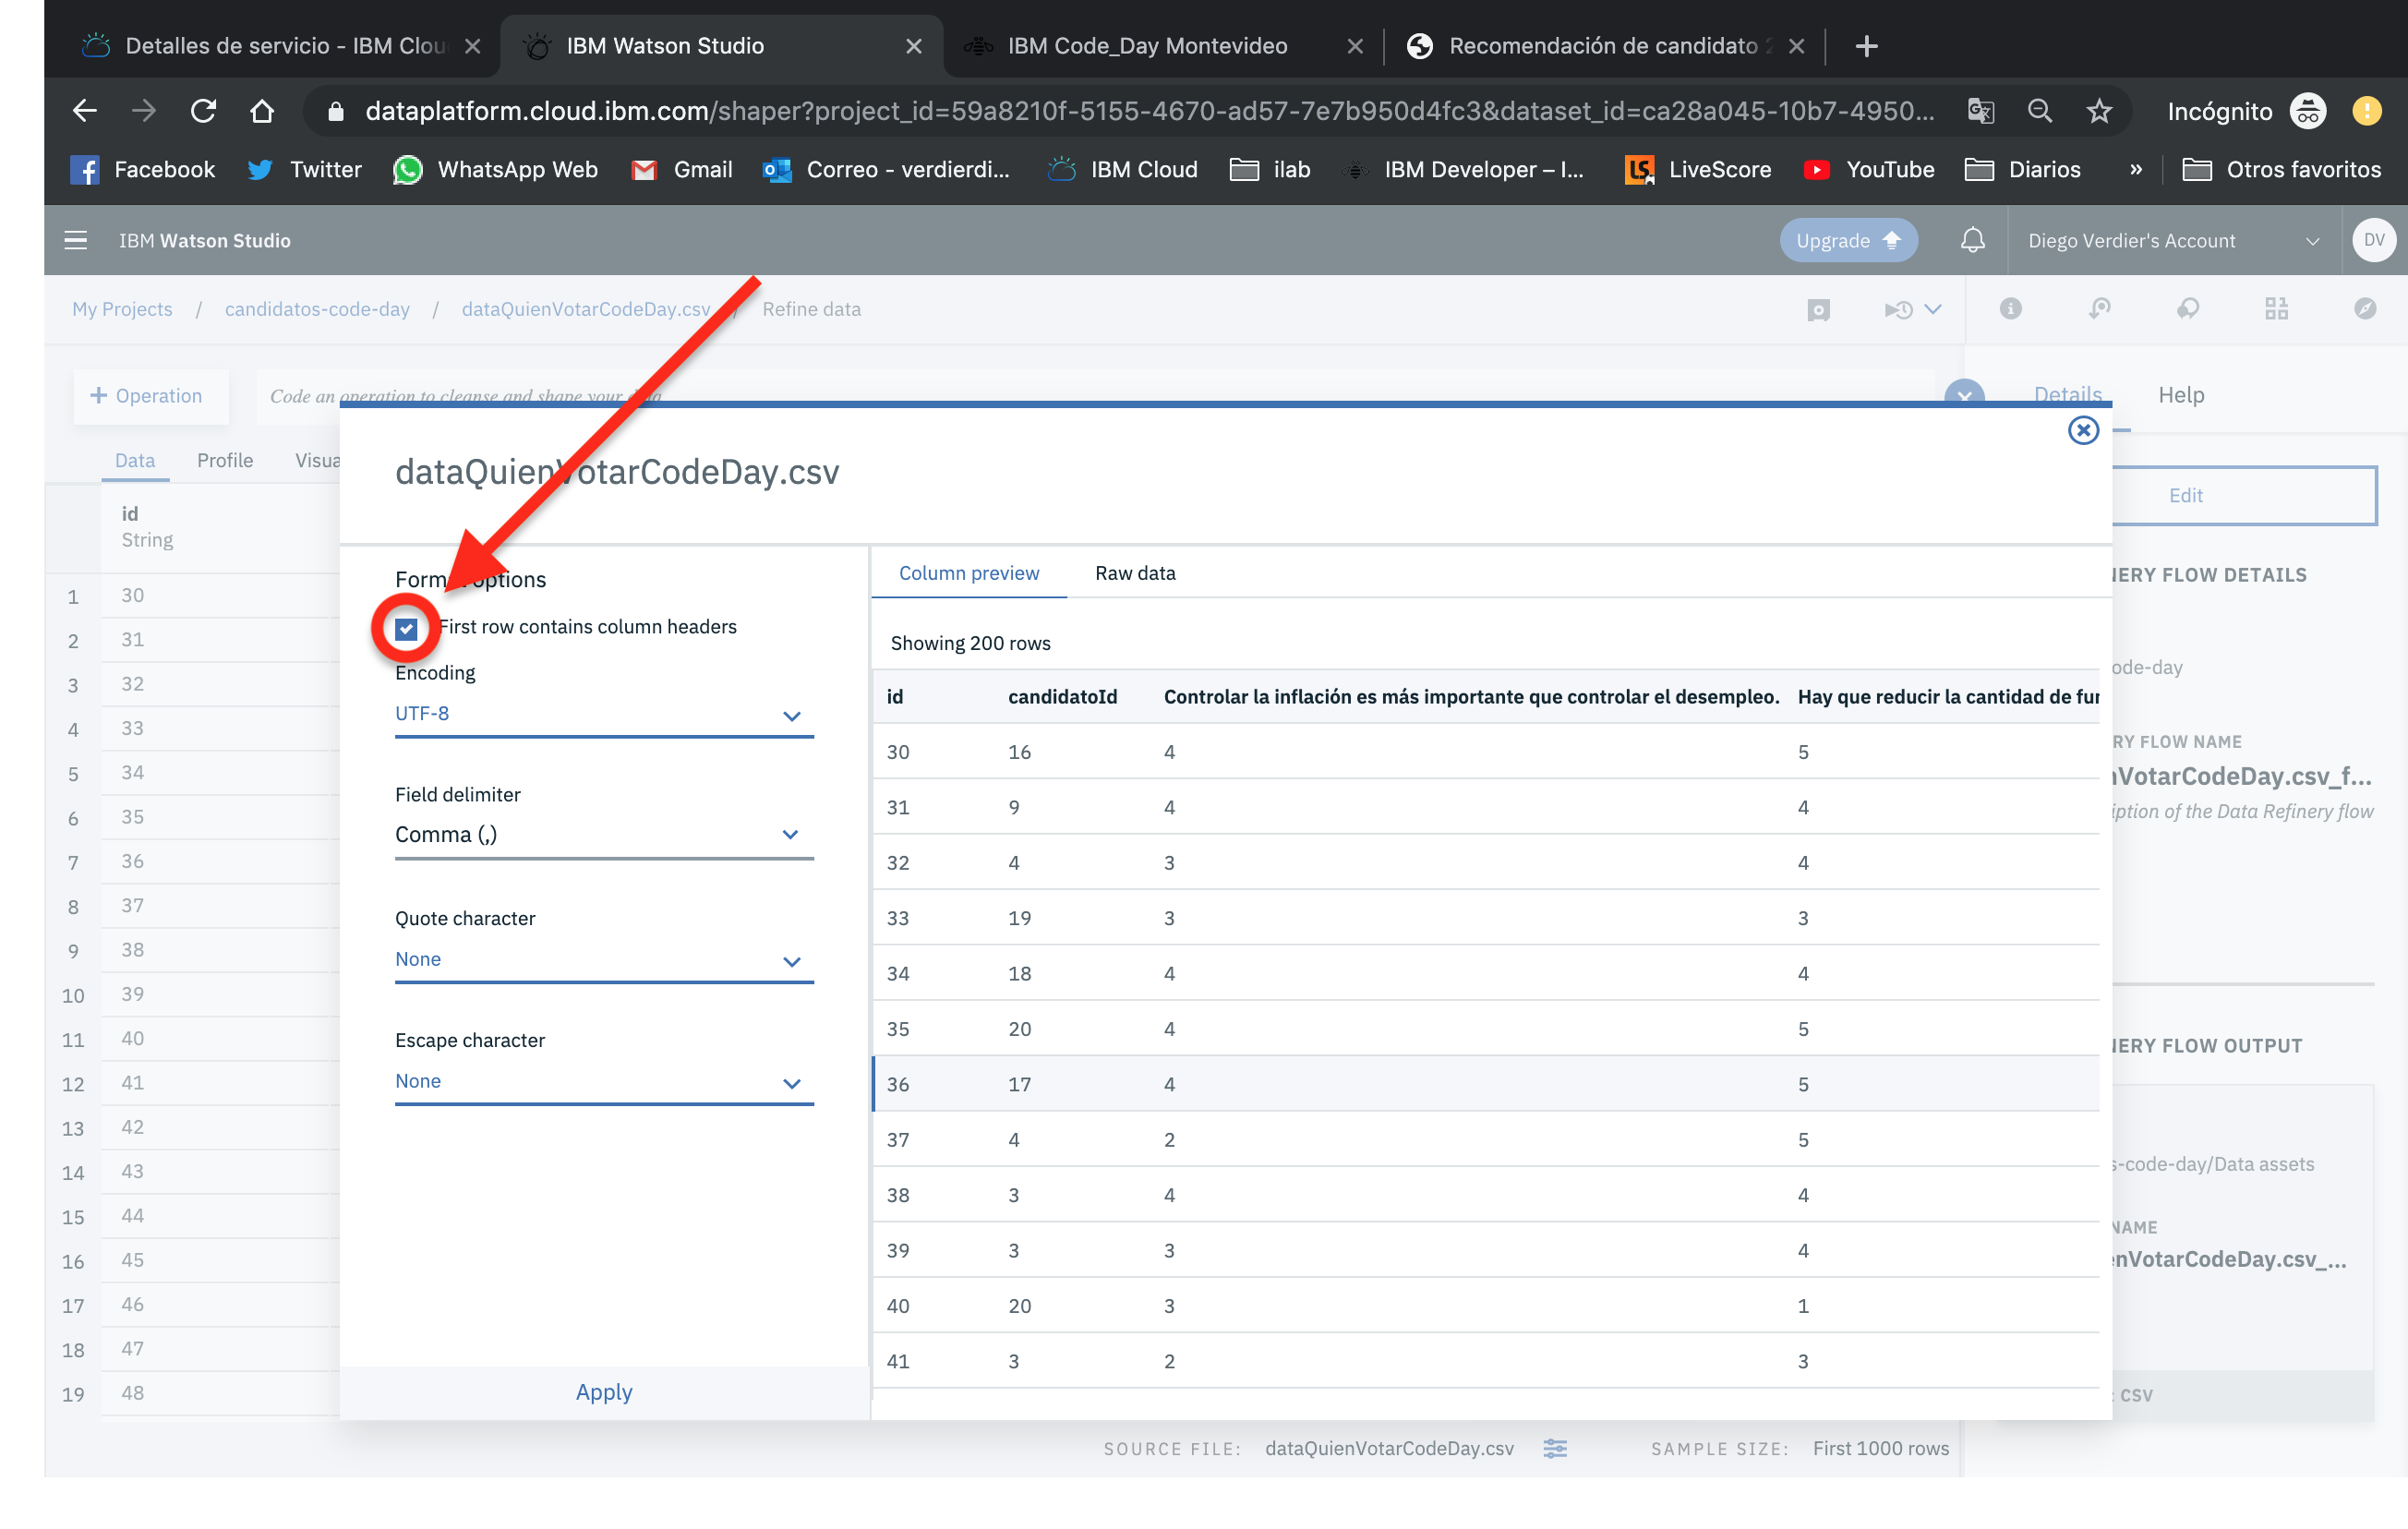 Detalles de servicio - IBM Clou
IBM Watson Studio
IBM Code_Day Montevideo
Recomendación de candidato 2
dataplatform.cloud.ibm.com/shaper?project_id=59a8210f-5155-4670-ad57-7e7b950d4fc3&dataset_id=ca28a045-10b7-4950...
Incógnito
Facebook
Twitter
WhatsApp Web
Gmail
Correo - verdierdi...
IBM Cloud
ilab
IBM Developer – I...
LiveScore
YouTube
Diarios
»
Otros favoritos
IBM Watson Studio
Upgrade
Diego Verdier's Account
DV
My Projects / candidatos-code-day / dataQuienVotarCodeDay.csv / Refine data
+ Operation
Code an operation to cleanse and shape your data
Details
Help
Data
Profile
Visua
dataQuienVotarCodeDay.csv
Edit
id
String
Format options
First row contains column headers
Encoding
UTF-8
Field delimiter
Comma (,)
Quote character
None
Escape character
None
Apply
Column preview
Raw data
Showing 200 rows
id candidatoId Controlar la inflación es más importante que controlar el desempleo. Hay que reducir la cantidad de fun
30 16 4 5
31 9 4 4
32 4 3 4
33 19 3 3
34 18 4 4
35 20 4 5
36 17 4 5
37 4 2 5
38 3 4 4
39 3 3 4
40 20 3 1
41 3 2 3
1 30
2 31
3 32
4 33
5 34
6 35
7 36
8 37
9 38
10 39
11 40
12 41
13 42
14 43
15 44
16 45
17 46
18 47
19 48
NERY FLOW DETAILS
ode-day
RY FLOW NAME
nVotarCodeDay.csv_f...
iption of the Data Refinery flow
NERY FLOW OUTPUT
s-code-day/Data assets
NAME
enVotarCodeDay.csv_...
: CSV
SOURCE FILE: dataQuienVotarCodeDay.csv
SAMPLE SIZE: First 1000 rows